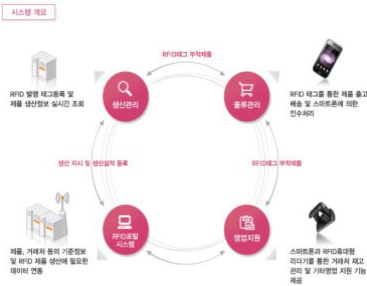 시스템 개요
RFID태그 부착제품
RFID 발행 태그등록 및
제품 생산정보 실시간 조회
생산관리
물류관리
RFID 태그를 통한 제품 출고
배송 및 스마트폰에 의한
인수처리
생산 지시 및 생산실적 등록
RFID태그 부착제품
제품, 거래처 등의 기준정보
및 RFID 제품 생산에 필요한
데이터 연동
RFID포탈
시스템
영업지원
스마트폰과 RFID휴대형
리더기를 통한 거래처 재고
관리 및 기타영업 지원 기능
제공